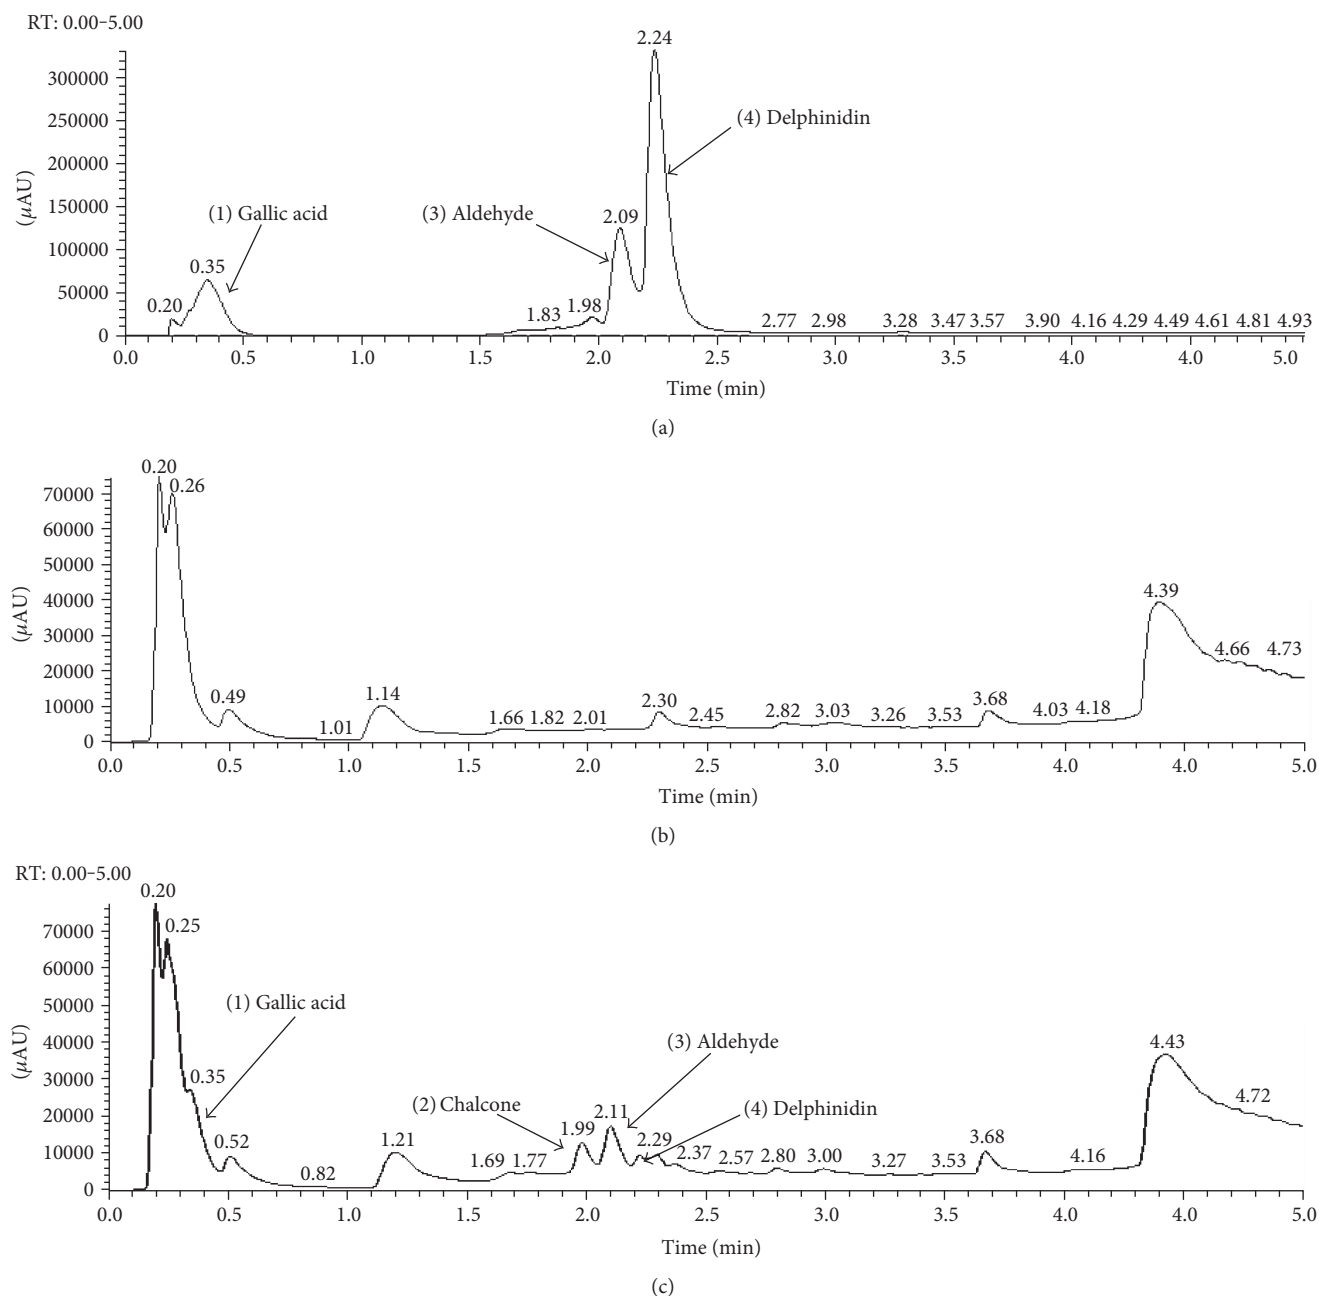 RT: 0.00-5.00
2.24
300000
(4) Delphinidin
250000
200000
(μAU)
150000
(1) Gallic acid
(3) Aldehyde
2.09
100000
0.35
50000
0.20
1.83
1.98
2.77 2.98 3.28 3.47 3.57 3.90 4.16 4.29 4.49 4.61 4.81 4.93
0
0.0 0.5 1.0 1.5 2.0 2.5 3.0 3.5 4.0 4.0 5.0
Time (min)
(a)
0.20
0.26
70000
60000
50000
(μAU)
40000
4.39
30000
20000
4.66 4.73
10000
0.49
1.14
1.01
1.66 1.82 2.01
2.30
2.45
2.82 3.03
3.26 3.53
3.68
4.03 4.18
0
0.0 0.5 1.0 1.5 2.0 2.5 3.0 3.5 4.0 4.0 5.0
Time (min)
(b)
RT: 0.00-5.00
0.20
0.25
70000
60000
(1) Gallic acid
50000
(μAU)
40000
(3) Aldehyde
4.43
30000
0.35
4.72
20000
(2) Chalcone
2.11
(4) Delphinidin
10000
0.52
0.82
1.21
1.69 1.77
1.99
2.29
2.37
2.57
2.80 3.00
3.27 3.53
3.68
4.16
0
0.0 0.5 1.0 1.5 2.0 2.5 3.0 3.5 4.0 4.0 5.0
Time (min)
(c)